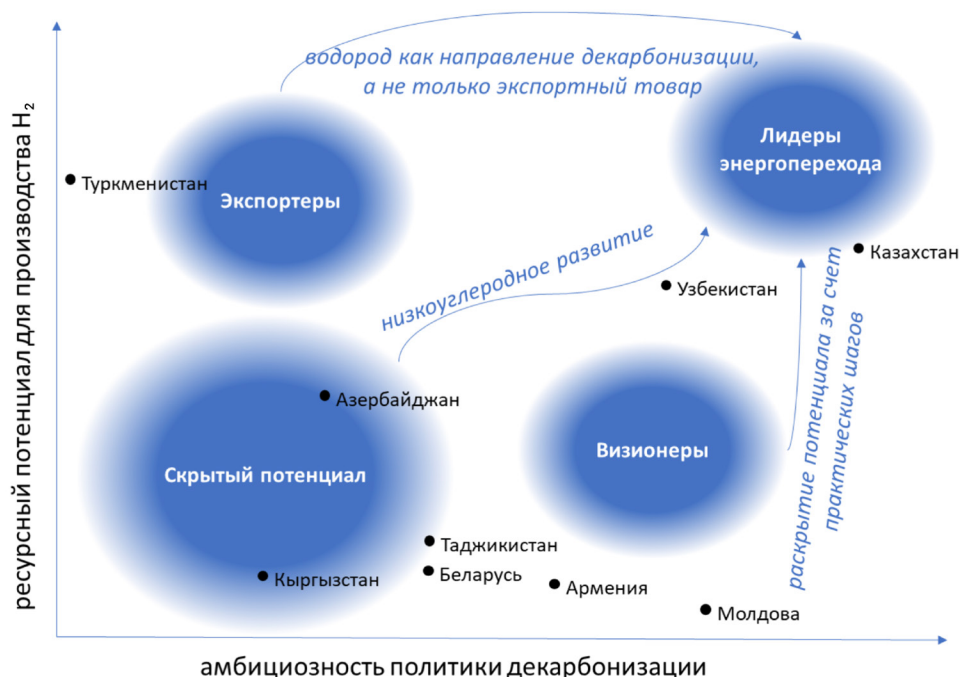 водород как направление декарбонизации,
а не только экспортный товар
Лидеры
энергоперехода
Туркменистан
Экспортеры
Казахстан
низкоуглеродное развитие
Узбекистан
раскрытие потенциала за счет
практических шагов
Азербайджан
Скрытый потенциал
Визионеры
Таджикистан
Беларусь
Кыргызстан
Армения
Молдова
ресурсный потенциал для производства H₂
амбициозность политики декарбонизации